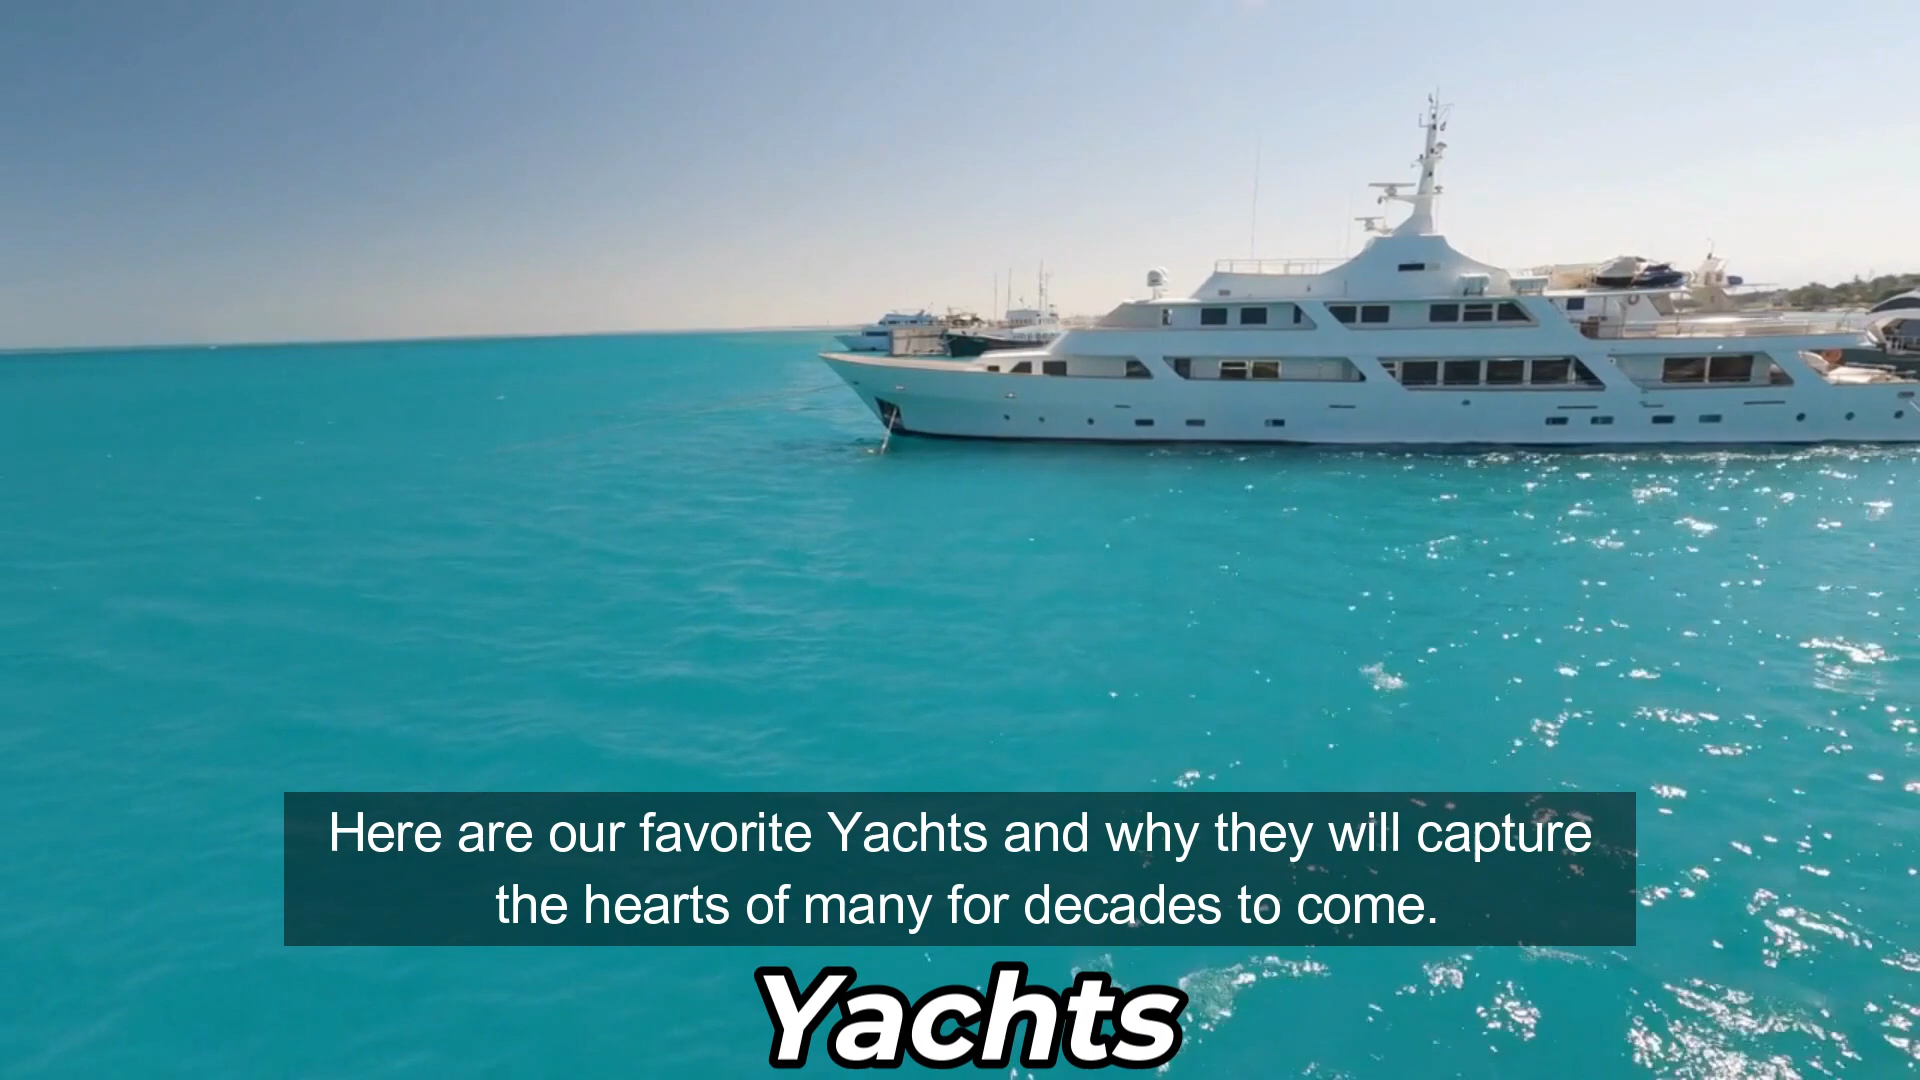 Here are our favorite Yachts and why they will capture
the hearts of many for decades to come.
Yachts